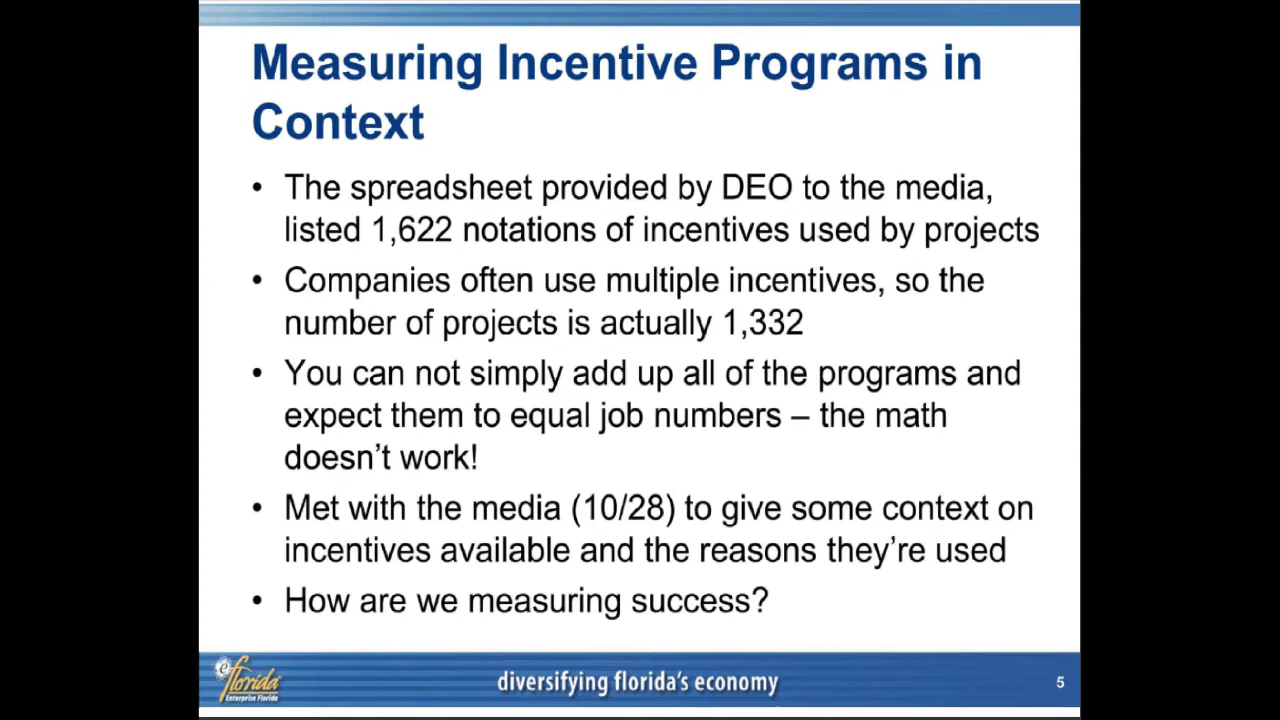 Measuring Incentive Programs in
Context
• The spreadsheet provided by DEO to the media,
listed 1,622 notations of incentives used by projects
• Companies often use multiple incentives, so the
number of projects is actually 1,332
• You can not simply add up all of the programs and
expect them to equal job numbers – the math
doesn't work!
• Met with the media (10/28) to give some context on
incentives available and the reasons they're used
• How are we measuring success?
e florida
Enterprise Florida
diversifying florida's economy
5